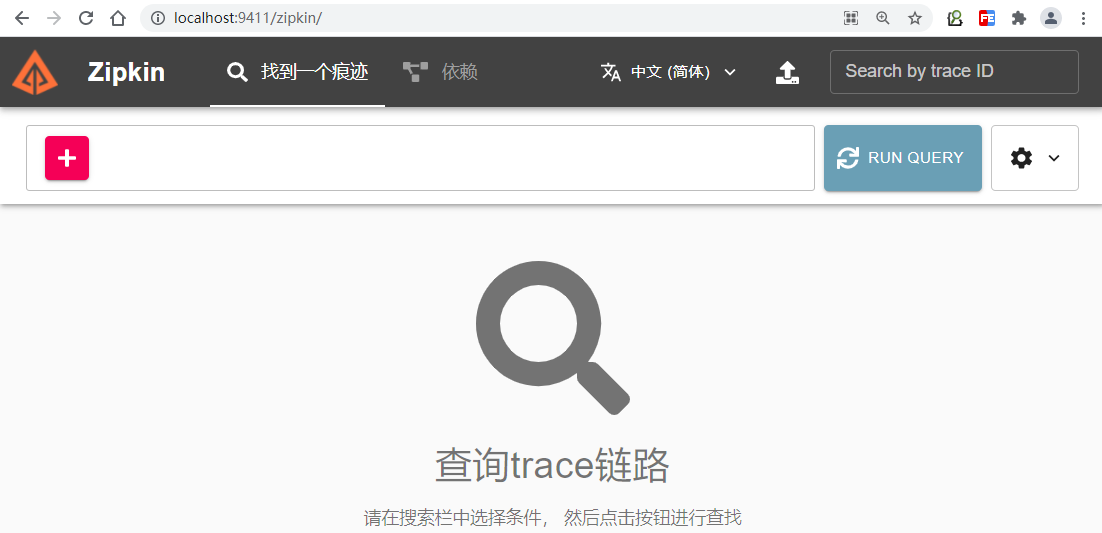 localhost:9411/zipkin/
Zipkin
找到一个痕迹
依赖
中文 (简体)
Search by trace ID
RUN QUERY
查询trace链路
请在搜索栏中选择条件， 然后点击按钮进行查找